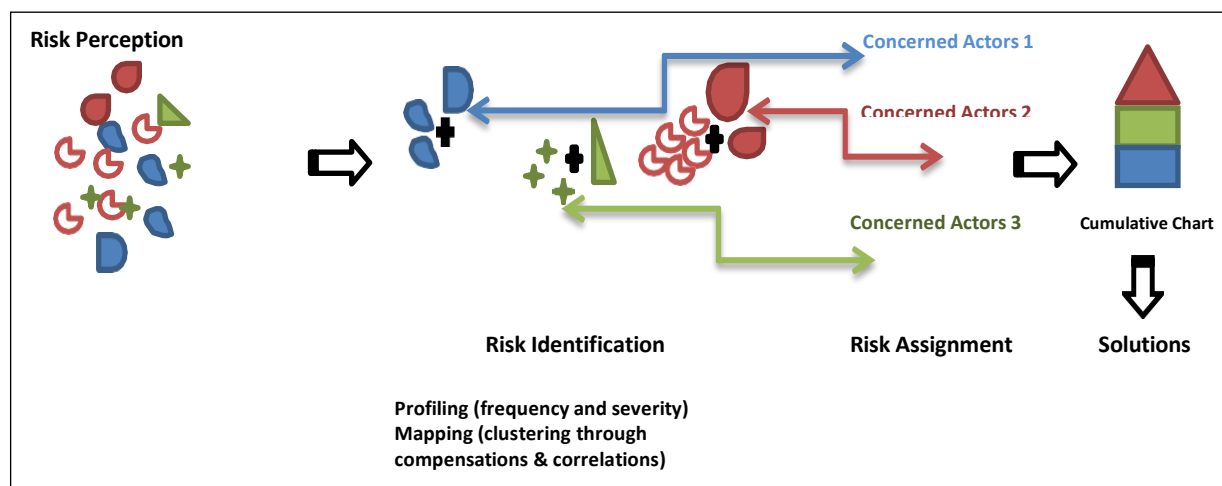 Risk Perception
Concerned Actors 1
Concerned Actors 2
Concerned Actors 3
Cumulative Chart
Risk Identification
Risk Assignment
Solutions
Profiling (frequency and severity)
Mapping (clustering through
compensations & correlations)